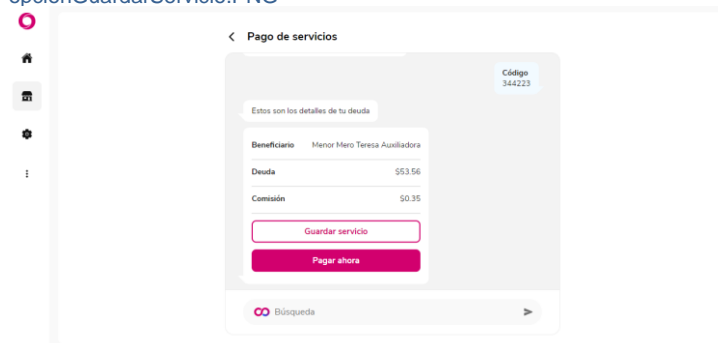 opcionGuardarServicio.PNG
Pago de servicios
Código
344223
Estos son los detalles de tu deuda
Beneficiario Menor Mero Teresa Auxiliadora
Deuda $53.56
Comisión $0.35
Guardar servicio
Pagar ahora
Búsqueda